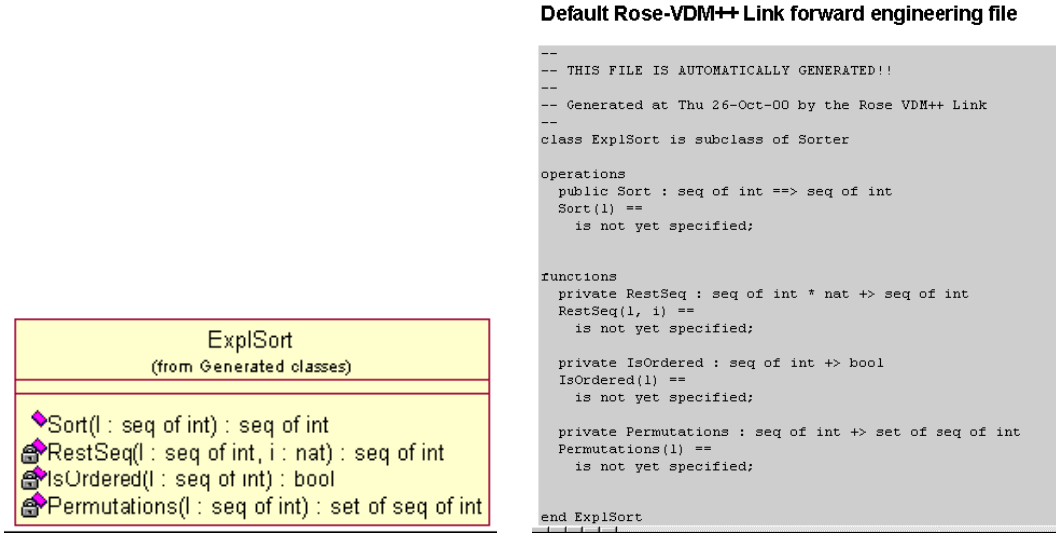 Default Rose-VDM++ Link forward engineering file
--
-- THIS FILE IS AUTOMATICALLY GENERATED!!
--
-- Generated at Thu 26-Oct-00 by the Rose VDM++ Link
--
class ExplSort is subclass of Sorter
operations
public Sort : seq of int ==> seq of int
Sort(l) ==
is not yet specified;
functions
private RestSeq : seq of int * nat +> seq of int
RestSeq(l, i) ==
is not yet specified;
private IsOrdered : seq of int +> bool
IsOrdered(l) ==
is not yet specified;
private Permutations : seq of int +> set of seq of int
Permutations(l) ==
is not yet specified;
end ExplSort
ExplSort
(from Generated classes)
Sort(l : seq of int) : seq of int
RestSeq(l : seq of int, i : nat) : seq of int
IsOrdered(l : seq of int) : bool
Permutations(l : seq of int) : set of seq of int